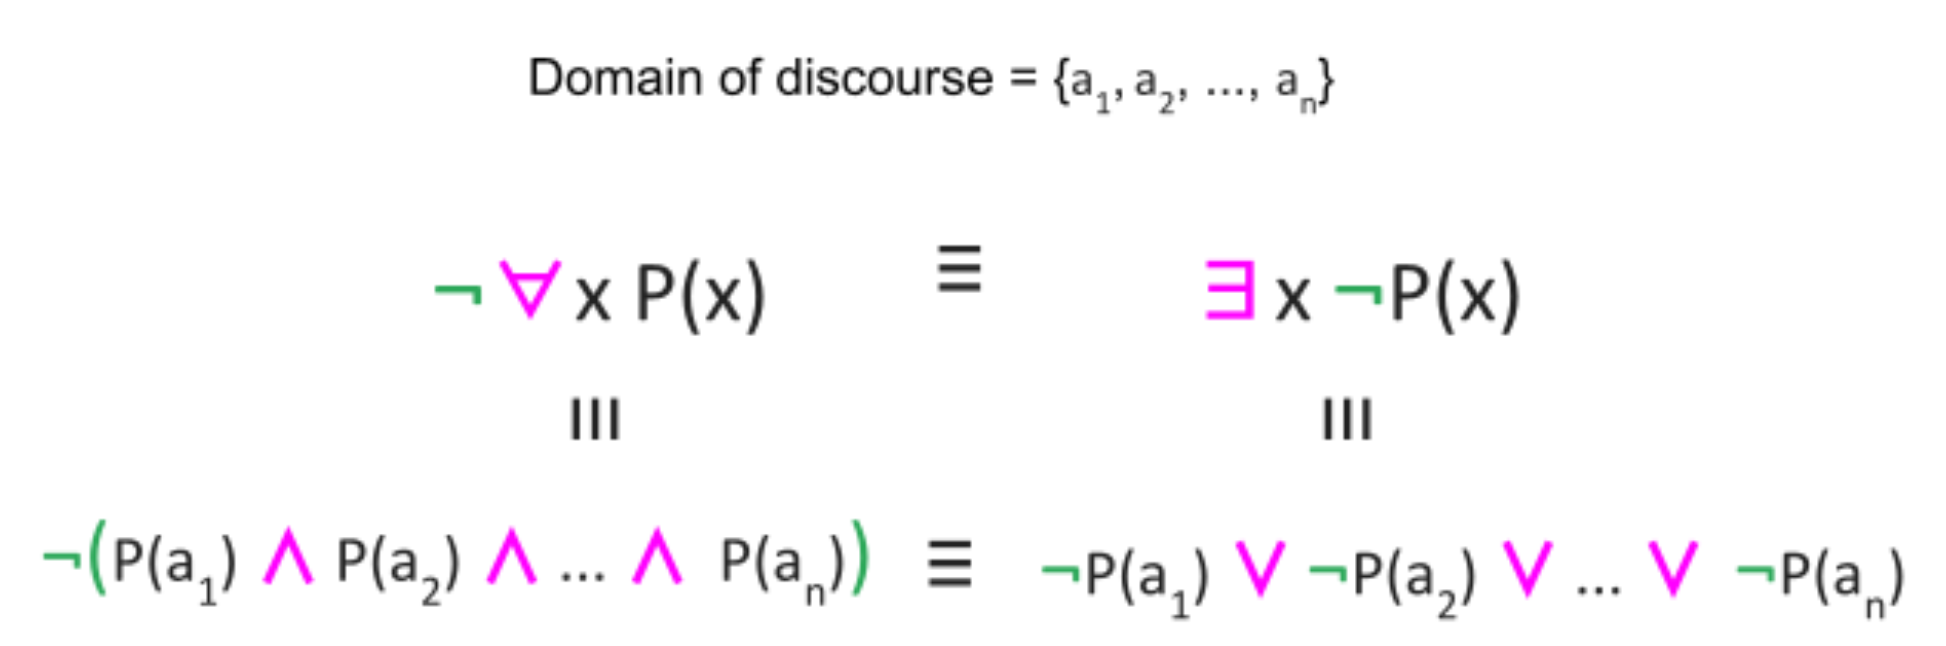 Domain of discourse = {a₁, a₂, ..., aₙ}
¬∀x P(x) ≡ ∃x ¬P(x)
≡ ≡
¬(P(a₁) ∧ P(a₂) ∧ ... ∧ P(aₙ)) ≡ ¬P(a₁) ∨ ¬P(a₂) ∨ ... ∨ ¬P(aₙ)